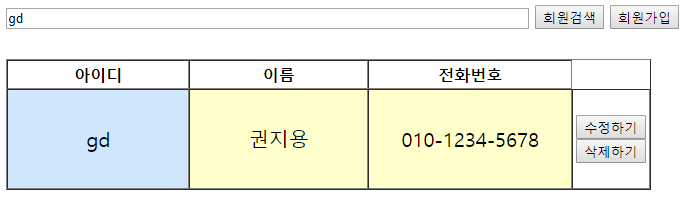 gd 회원검색 회원가입
아이디 이름 전화번호
gd 권지용 010-1234-5678 수정하기
삭제하기